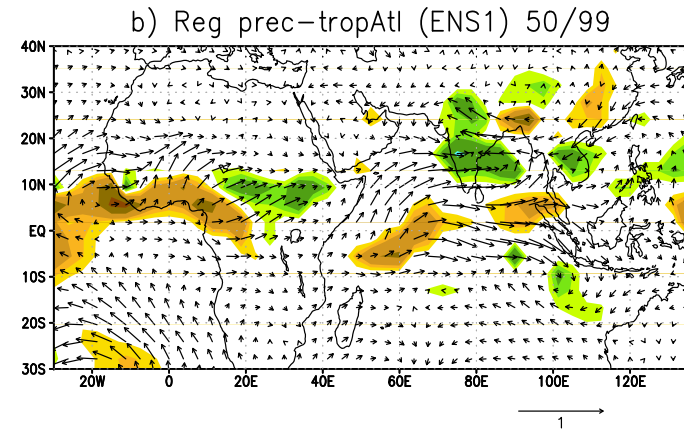 b) Reg prec-tropAtl (ENS1) 50/99
40N
30N
20N
10N
EQ
10S
20S
30S
20W 0 20E 40E 60E 80E 100E 120E
1